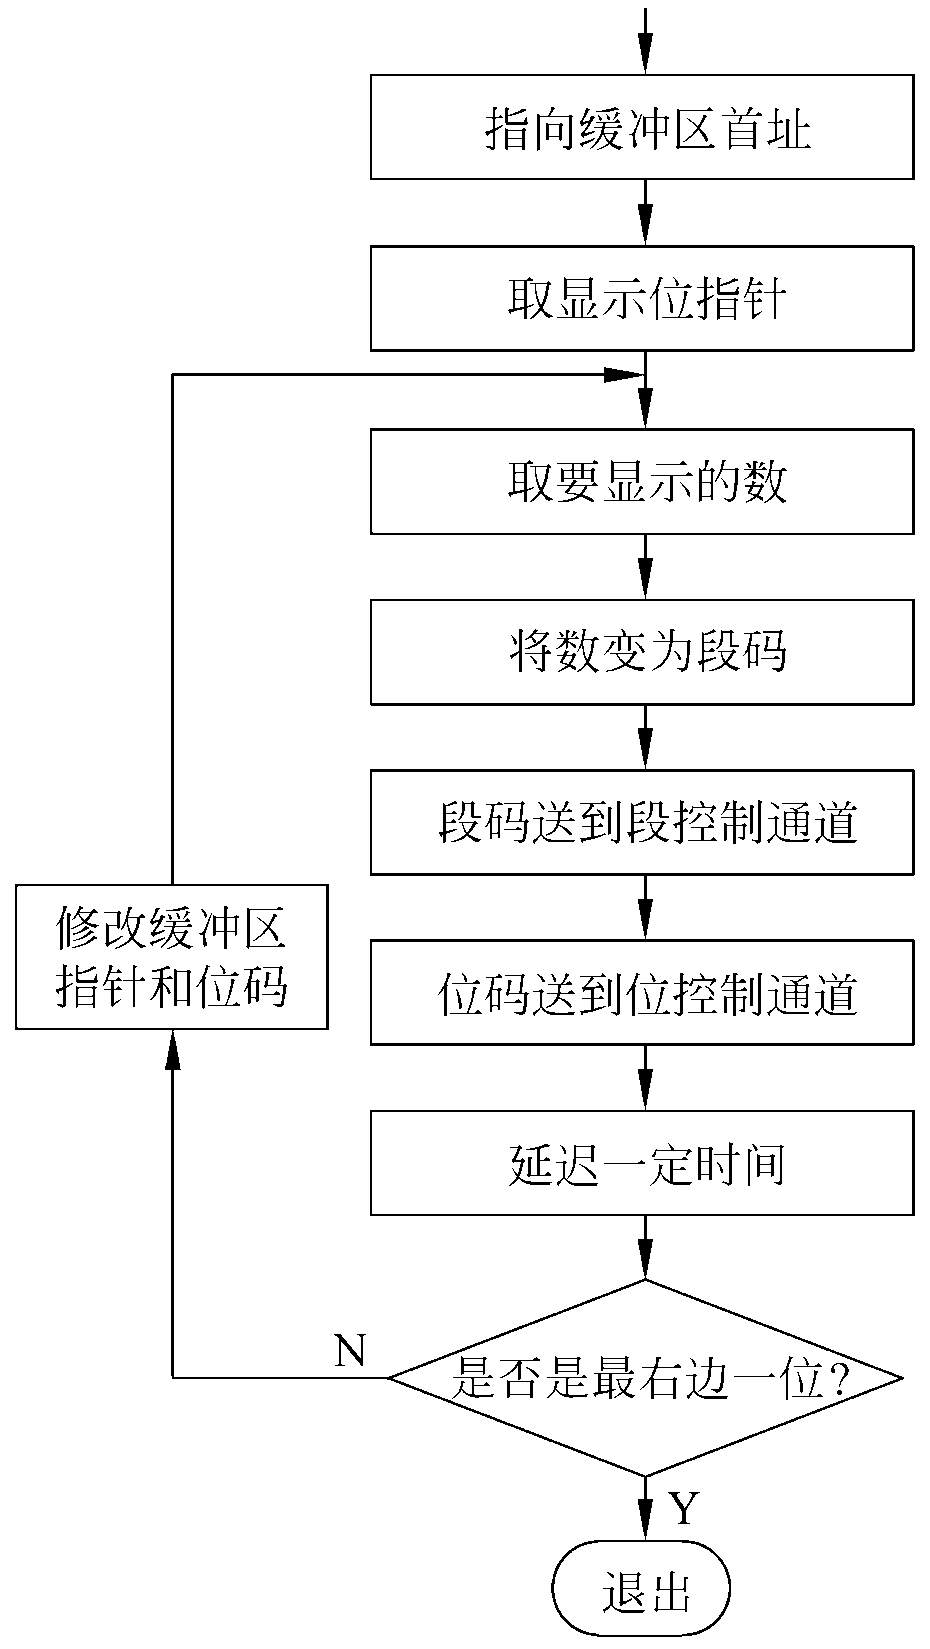 指向缓冲区首址
取显示位指针
取要显示的数
将数变为段码
段码送到段控制通道
修改缓冲区
指针和位码
位码送到位控制通道
延迟一定时间
N
是否是最右边一位?
Y
退出